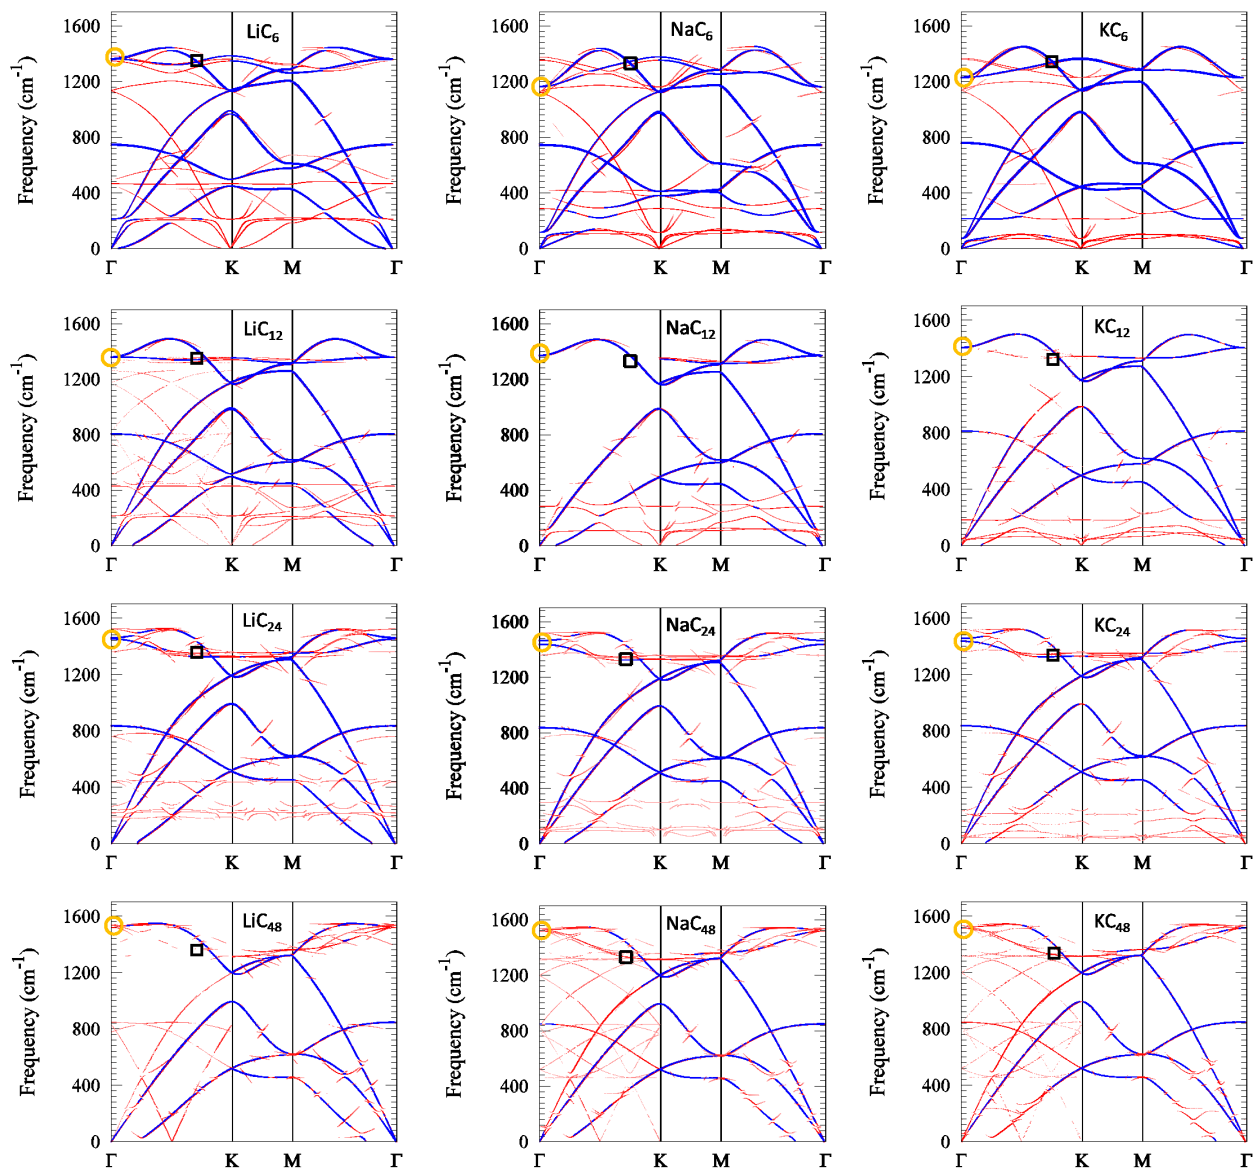 LiC6
NaC6
KC6
Frequency (cm-1)
1600
1200
800
400
0
Γ K M Γ
Frequency (cm-1)
1600
1200
800
400
0
Γ K M Γ
Frequency (cm-1)
1600
1200
800
400
0
Γ K M Γ
LiC12
NaC12
KC12
Frequency (cm-1)
1600
1200
800
400
0
Γ K M Γ
Frequency (cm-1)
1600
1200
800
400
0
Γ K M Γ
Frequency (cm-1)
1600
1200
800
400
0
Γ K M Γ
LiC24
NaC24
KC24
Frequency (cm-1)
1600
1200
800
400
0
Γ K M Γ
Frequency (cm-1)
1600
1200
800
400
0
Γ K M Γ
Frequency (cm-1)
1600
1200
800
400
0
Γ K M Γ
LiC48
NaC48
KC48
Frequency (cm-1)
1600
1200
800
400
0
Γ K M Γ
Frequency (cm-1)
1600
1200
800
400
0
Γ K M Γ
Frequency (cm-1)
1600
1200
800
400
0
Γ K M Γ